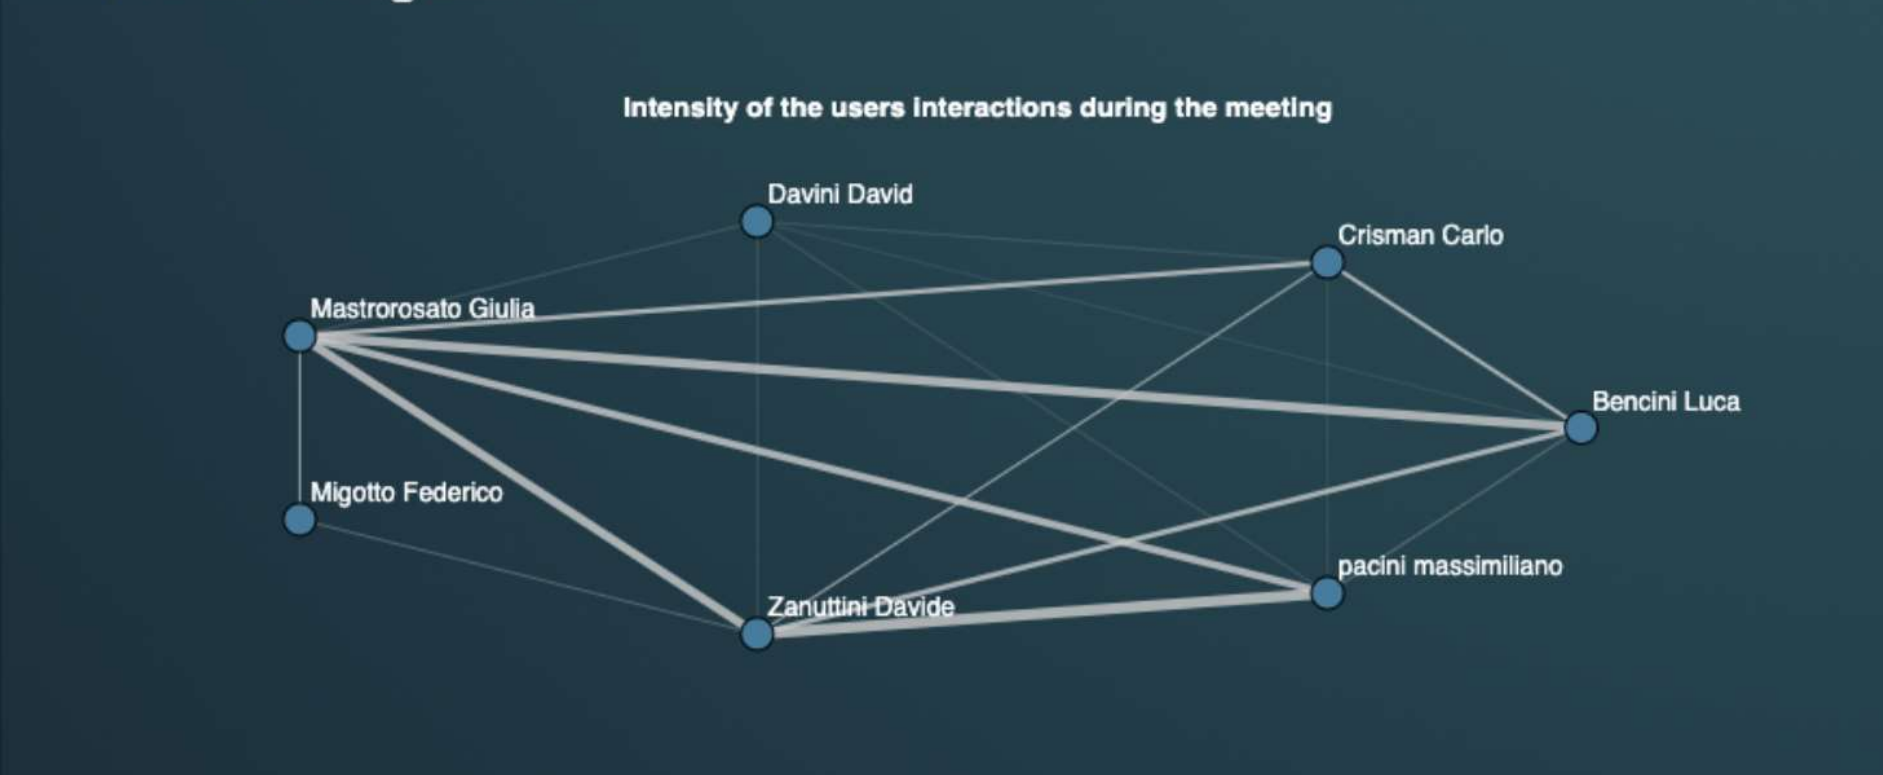 Intensity of the users interactions during the meeting
Davini David
Crisman Carlo
Mastrorosato Giulia
Bencini Luca
Migotto Federico
pacini massimiliano
Zanuttini Davide